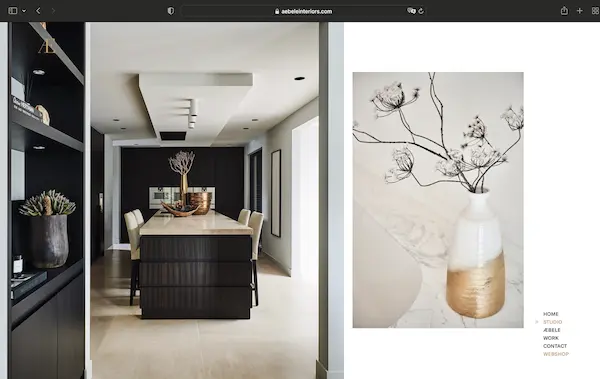 aebeleinteriors.com
Æ
HOME
STUDIO
ÆBELE
WORK
CONTACT
WEBSHOP